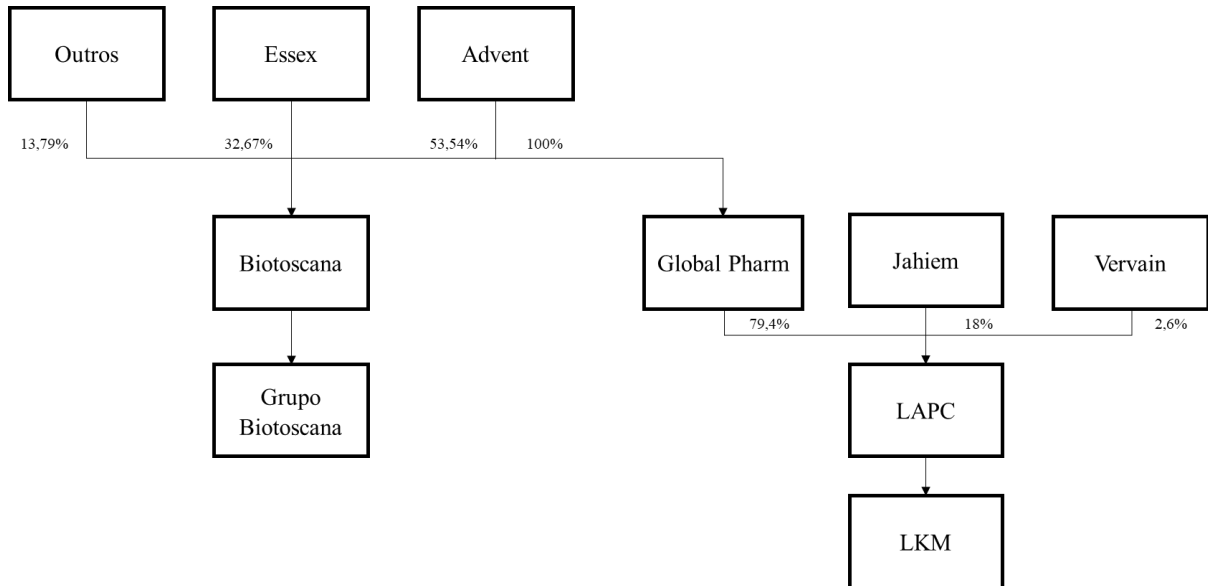 Outros
Essex
Advent
13,79%
32,67%
53,54%
100%
Biotoscana
Global Pharm
Jahiem
Vervain
79,4%
18%
2,6%
Grupo
Biotoscana
LAPC
LKM